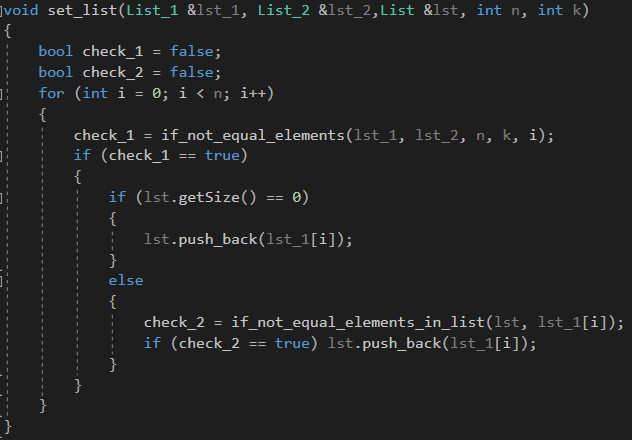 void set_list(List_1 &lst_1, List_2 &lst_2,List &lst, int n, int k)
{
bool check_1 = false;
bool check_2 = false;
for (int i = 0; i < n; i++)
{
check_1 = if_not_equal_elements(lst_1, lst_2, n, k, i);
if (check_1 == true)
{
if (lst.getSize() == 0)
{
lst.push_back(lst_1[i]);
}
else
{
check_2 = if_not_equal_elements_in_list(lst, lst_1[i]);
if (check_2 == true) lst.push_back(lst_1[i]);
}
}
}
}